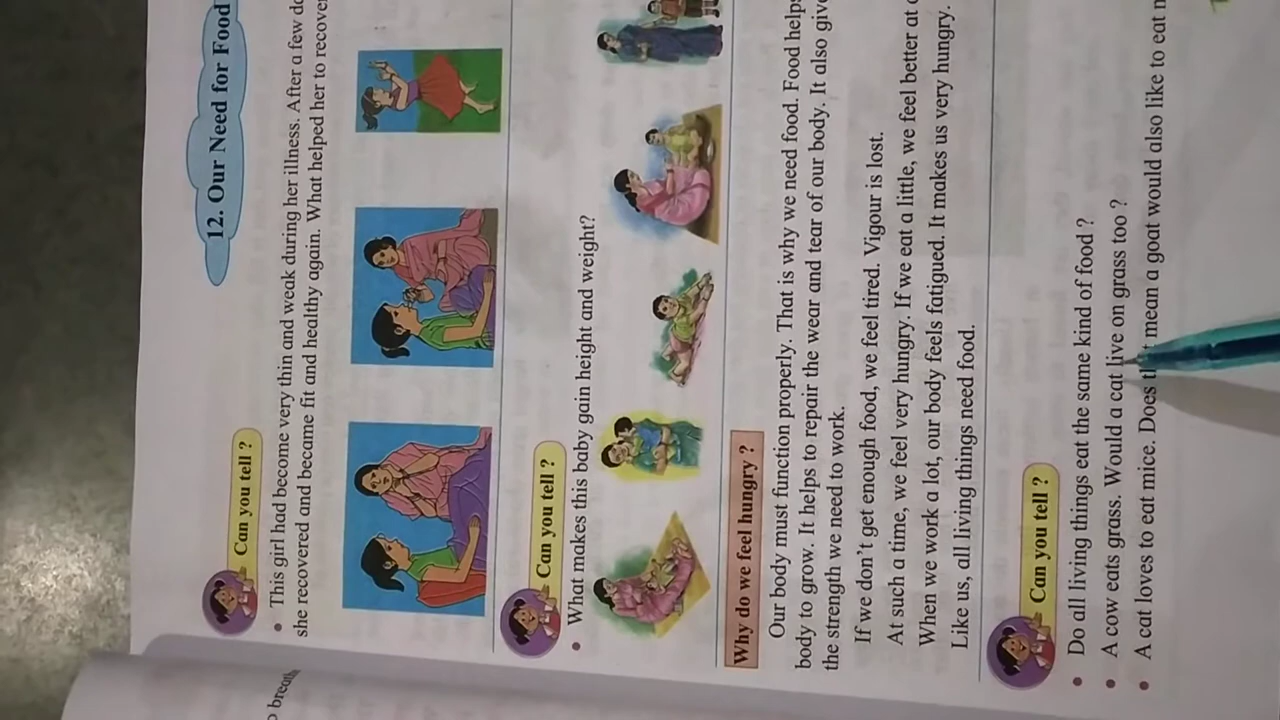 12. Our Need for Food
Can you tell ?
• This girl had become very thin and weak during her illness. After a few
she recovered and become fit and healthy again. What helped her to recover
Can you tell ?
• What makes this baby gain height and weight?
Why do we feel hungry ?
Our body must function properly. That is why we need food. Food helps
body to grow. It helps to repair the wear and tear of our body. It also
the strength we need to work.
If we don't get enough food, we feel tired. Vigour is lost.
At such a time, we feel very hungry. If we eat a little, we feel better at
When we work a lot, our body feels fatigued. It makes us very hungry.
Like us, all living things need food.
Can you tell ?
• Do all living things eat the same kind of food ?
• A cow eats grass. Would a cat live on grass too ?
• A cat loves to eat mice. Does mean a goat would also like to eat